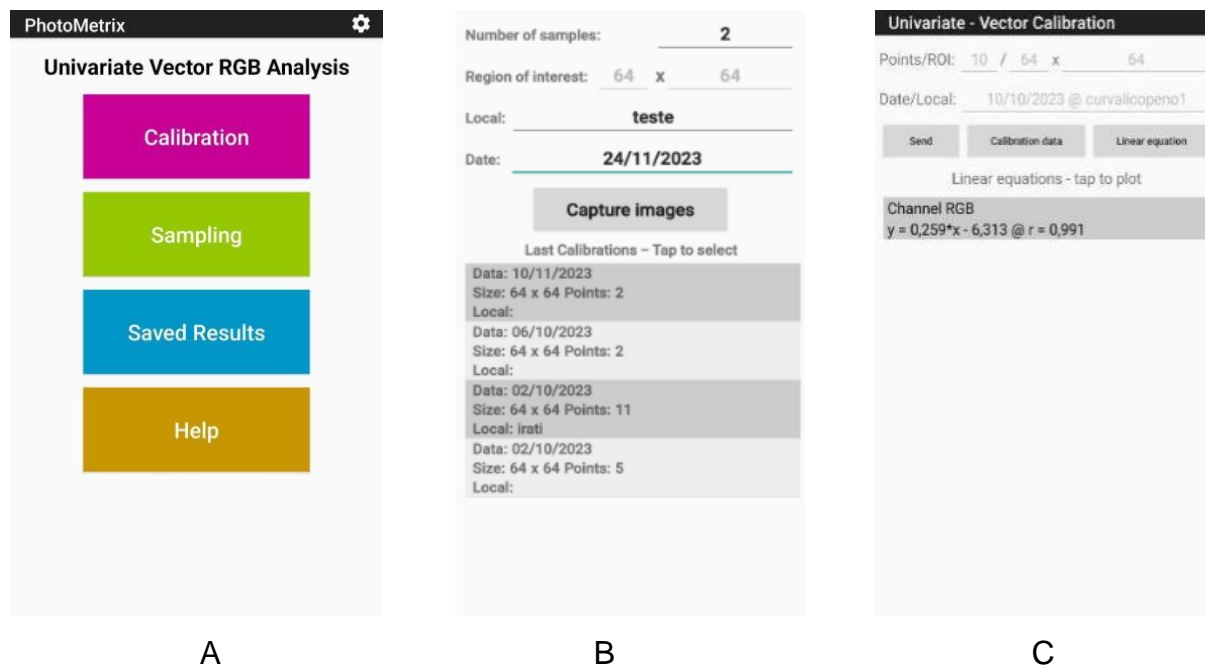 PhotoMetrix
Univariate Vector RGB Analysis
Calibration
Sampling
Saved Results
Help
A
Number of samples: 2
Region of interest: 64 x 64
Local: teste
Date: 24/11/2023
Capture images
Last Calibrations – Tap to select
Data: 10/11/2023
Size: 64 x 64 Points: 2
Local:
Data: 06/10/2023
Size: 64 x 64 Points: 2
Local:
Data: 02/10/2023
Size: 64 x 64 Points: 11
Local: irati
Data: 02/10/2023
Size: 64 x 64 Points: 5
Local:
B
Univariate - Vector Calibration
Points/ROI: 10 / 64 x 64
Date/Local: 10/10/2023 @ curvalicopeno1
Send Calibration data Linear equation
Linear equations - tap to plot
Channel RGB
y = 0,259*x - 6,313 @ r = 0,991
C